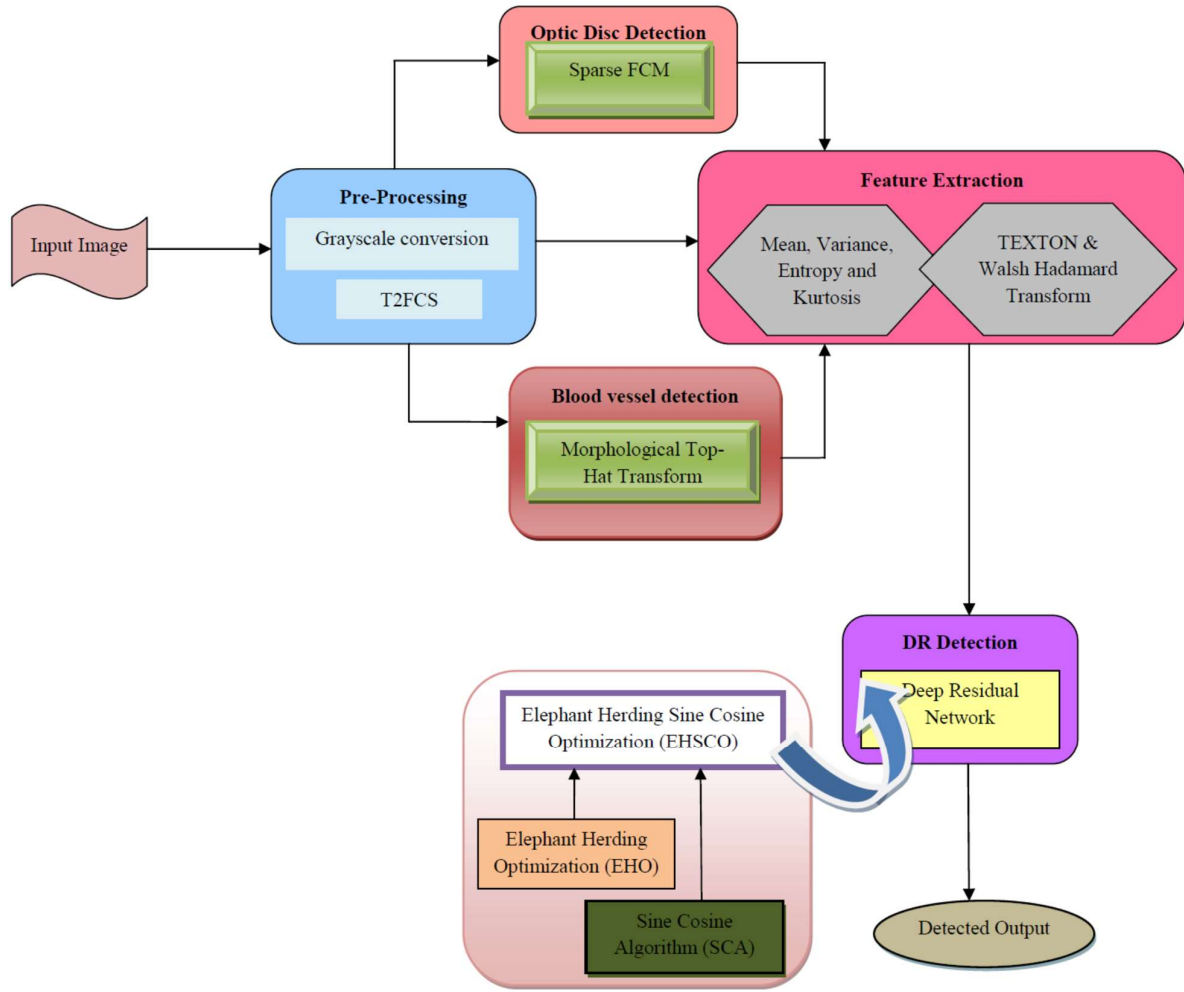 Optic Disc Detection
Sparse FCM
Input Image
Pre-Processing
Grayscale conversion
T2FCS
Feature Extraction
Mean, Variance,
Entropy and
Kurtosis
TEXTON &
Walsh Hadamard
Transform
Blood vessel detection
Morphological Top-
Hat Transform
DR Detection
Deep Residual
Network
Elephant Herding Sine Cosine
Optimization (EHSCO)
Elephant Herding
Optimization (EHO)
Sine Cosine
Algorithm (SCA)
Detected Output